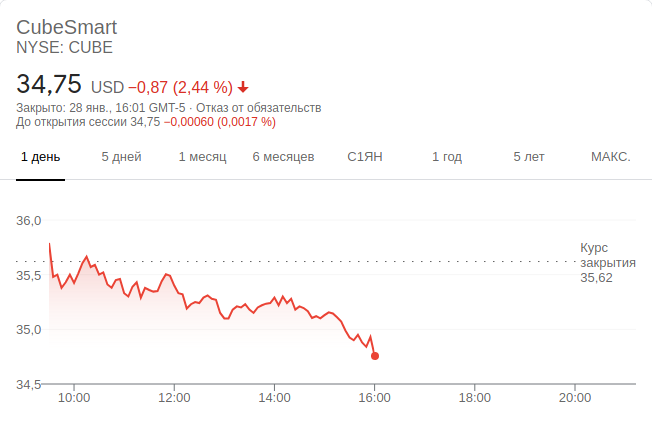 CubeSmart
NYSE: CUBE
34,75 USD −0,87 (2,44 %)
Закрыто: 28 янв., 16:01 GMT-5 · Отказ от обязательств
До открытия сессии 34,75 −0,00060 (0,0017 %)
1 день 5 дней 1 месяц 6 месяцев С1ЯН 1 год 5 лет МАКС.
36,0
Курс
закрытия
35,62
35,5
35,0
34,5
10:00 12:00 14:00 16:00 18:00 20:00